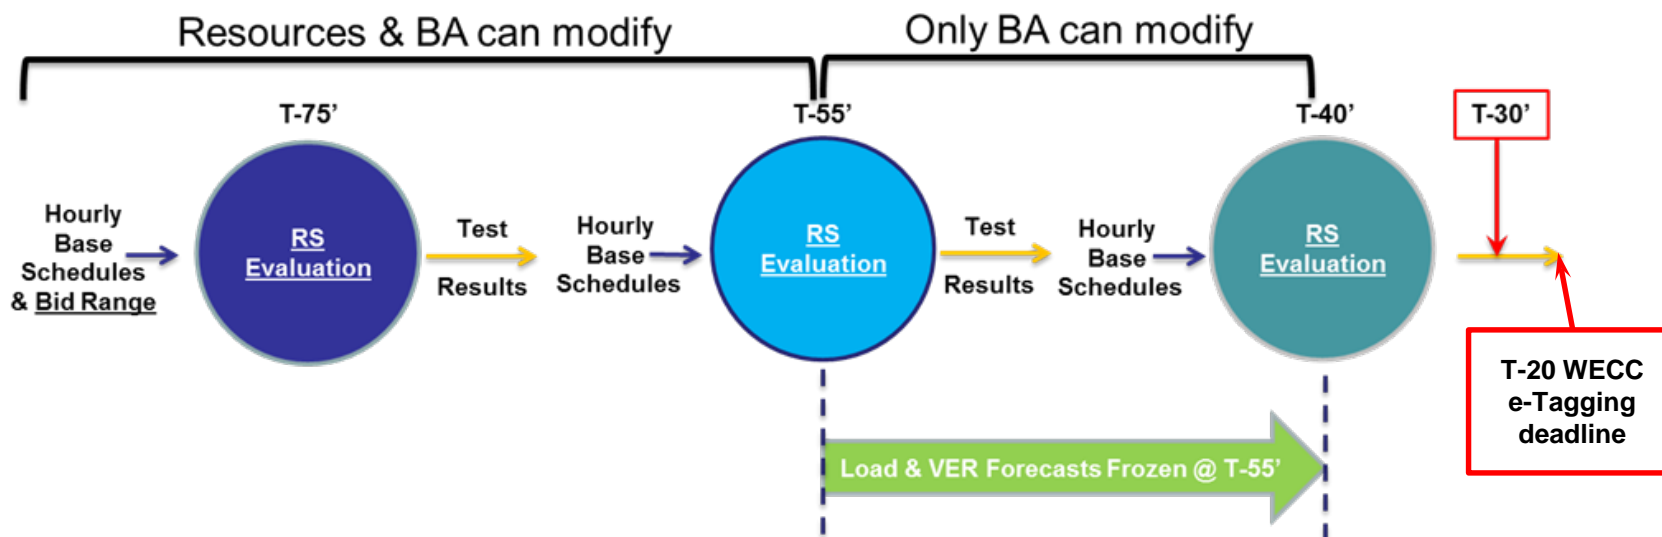 Resources & BA can modify
Only BA can modify
T-75’
T-55’
T-40’
T-30’
Hourly
Base
Schedules
& Bid Range
RS
Evaluation
Test
Results
Hourly
Base
Schedules
RS
Evaluation
Test
Results
Hourly
Base
Schedules
RS
Evaluation
T-20 WECC
e-Tagging
deadline
Load & VER Forecasts Frozen @ T-55’